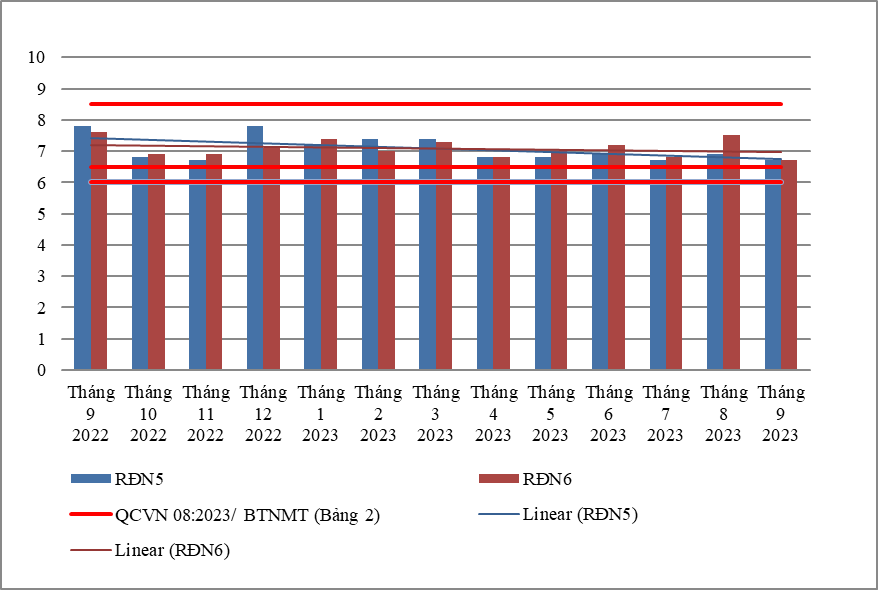 10
9
8
7
6
5
4
3
2
1
0
Tháng Tháng Tháng Tháng Tháng Tháng Tháng Tháng Tháng Tháng Tháng Tháng Tháng
9 10 11 12 1 2 3 4 5 6 7 8 9
2022 2022 2022 2022 2023 2023 2023 2023 2023 2023 2023 2023 2023
RĐN5 RĐN6
QCVN 08:2023/ BTNMT (Bảng 2) Linear (RĐN5)
Linear (RĐN6)